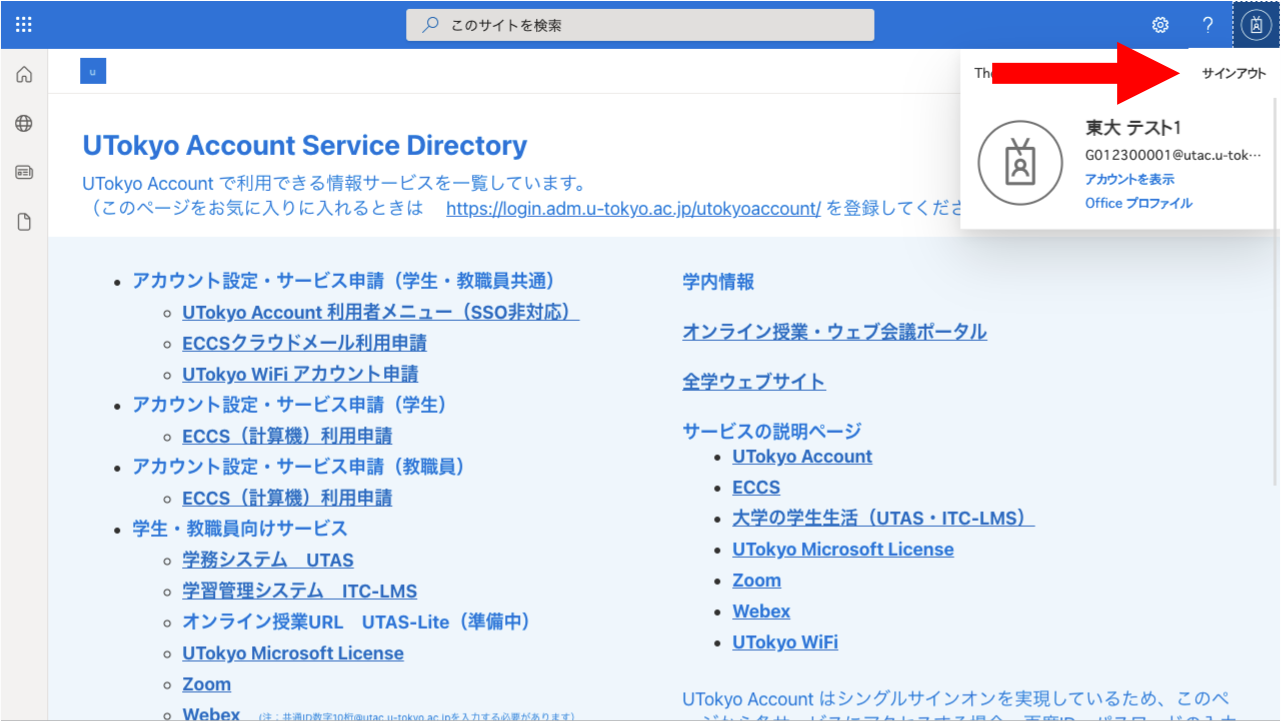 このサイトを検索
?
u
The
サインアウト
東大 テスト1
G012300001@utac.u-tok…
アカウントを表示
Office プロファイル
UTokyo Account Service Directory
UTokyo Account で利用できる情報サービスを一覧しています。
（このページをお気に入りに入れるときは https://login.adm.u-tokyo.ac.jp/utokyoaccount/ を登録してくださ
アカウント設定・サービス申請（学生・教職員共通）
UTokyo Account 利用者メニュー（SSO非対応）
ECCSクラウドメール利用申請
UTokyo WiFi アカウント申請
アカウント設定・サービス申請（学生）
ECCS（計算機）利用申請
アカウント設定・サービス申請（教職員）
ECCS（計算機）利用申請
学生・教職員向けサービス
学務システム　UTAS
学習管理システム　ITC-LMS
オンライン授業URL　UTAS-Lite（準備中）
UTokyo Microsoft License
Zoom
Webex （注：共通ID数字10桁@utac.u-tokyo.ac.jpを入力する必要があります）
学内情報
オンライン授業・ウェブ会議ポータル
全学ウェブサイト
サービスの説明ページ
UTokyo Account
ECCS
大学の学生生活（UTAS・ITC-LMS）
UTokyo Microsoft License
Zoom
Webex
UTokyo WiFi
UTokyo Account はシングルサインオンを実現しているため、このペ